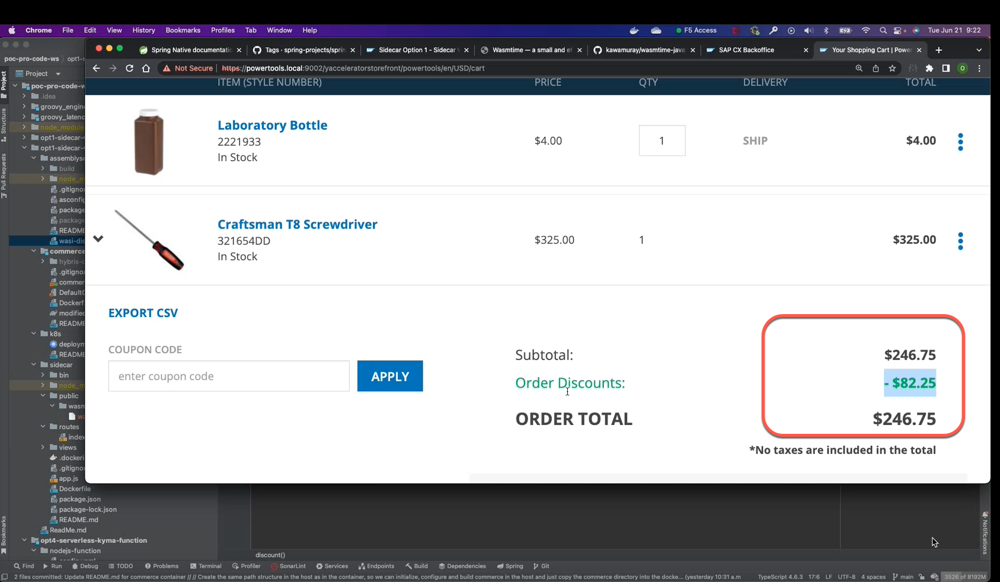 Chrome File Edit View History Bookmarks Profiles Tab Window Help F5 Access Tue Jun 21 9:22
Spring Native documentatio Tags · spring-projects/sprin Sidecar Option 1 - Sidecar Wasmtime — a small and ef kawamuray/wasmtime-java SAP CX Backoffice Your Shopping Cart | Power
Not Secure https://powertools.local:9002/yacceleratorstorefront/powertools/en/USD/cart
ITEM (STYLE NUMBER) PRICE QTY DELIVERY TOTAL
Laboratory Bottle
2221933
In Stock
$4.00 1 SHIP $4.00
Craftsman T8 Screwdriver
321654DD
In Stock
$325.00 1 $325.00
EXPORT CSV
COUPON CODE
enter coupon code APPLY
Subtotal: $246.75
Order Discounts: - $82.25
ORDER TOTAL $246.75
*No taxes are included in the total
poc-pro-code-ws opt1-s
Project
Project
Structure
Pull Requests
Bookmarks
Notifications
poc-pro-code-w
.idea
groovy_engin
groovy_latenc
node_module
opt1-sidecar-
opt1-sidecar-
assemblysc
build
node_m
.gitigno
asconfig
package
package
README
wasi-dis
commerce
hybris-c
.gitigno
commer
DefaultC
Dockerf
modified
README
k8s
deploym
README
sidecar
bin
node_m
public
wasm
wa
routes
index
views
.dockeri
.gitigno
app.js
Dockerfile
package.json
package-lock.json
README.md
ReadMe.md
opt4-serverless-kyma-function
nodejs-function
discount()
Find Run Debug TODO Problems Terminal Profiler SonarLint Services Endpoints Build Dependencies Spring Git
2 files committed: Update README.md for commerce container // // Create the same path structure in the host as in the container, so we can initialize, configure and build commerce in the host and just copy the commerce directory into the docke... (yesterday 10:31 a.m TypeScript 4.6.3 17:6 LF UTF-8 4 spaces main 3526 of 8192M